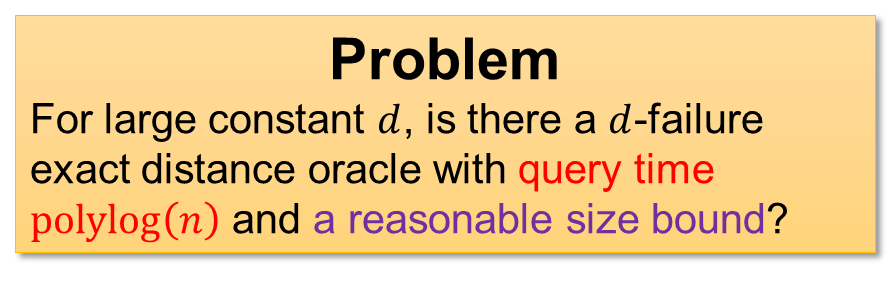 Problem
For large constant d, is there a d-failure
exact distance oracle with query time
polylog(n) and a reasonable size bound?